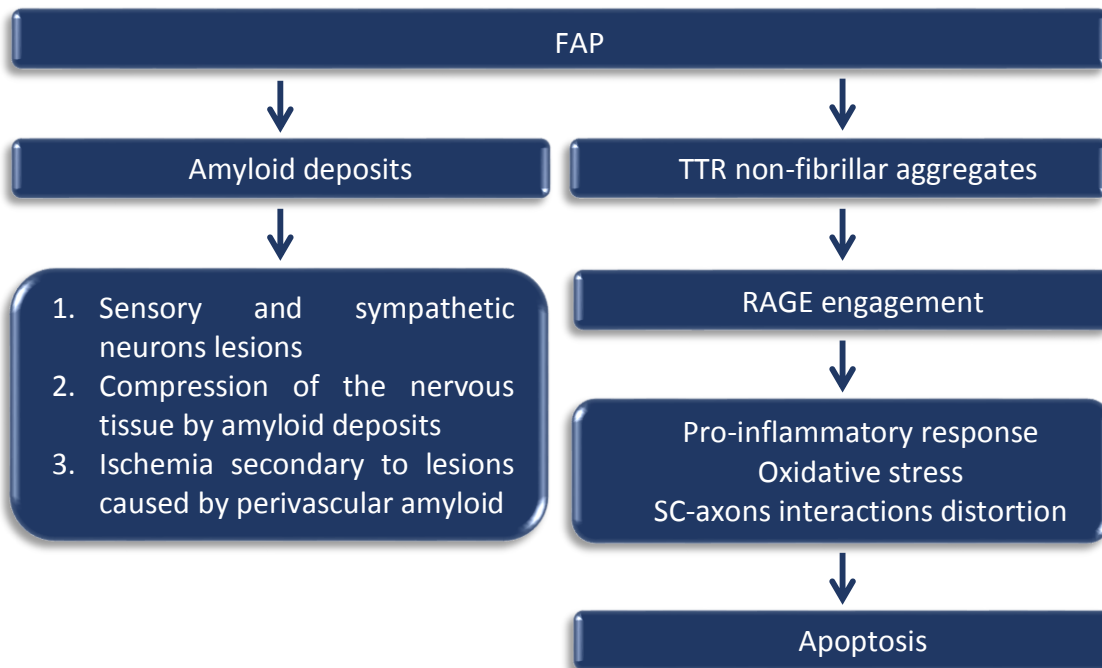 FAP
Amyloid deposits
TTR non-fibrillar aggregates
1. Sensory and sympathetic
neurons lesions
2. Compression of the nervous
tissue by amyloid deposits
3. Ischemia secondary to lesions
caused by perivascular amyloid
RAGE engagement
Pro-inflammatory response
Oxidative stress
SC-axons interactions distortion
Apoptosis